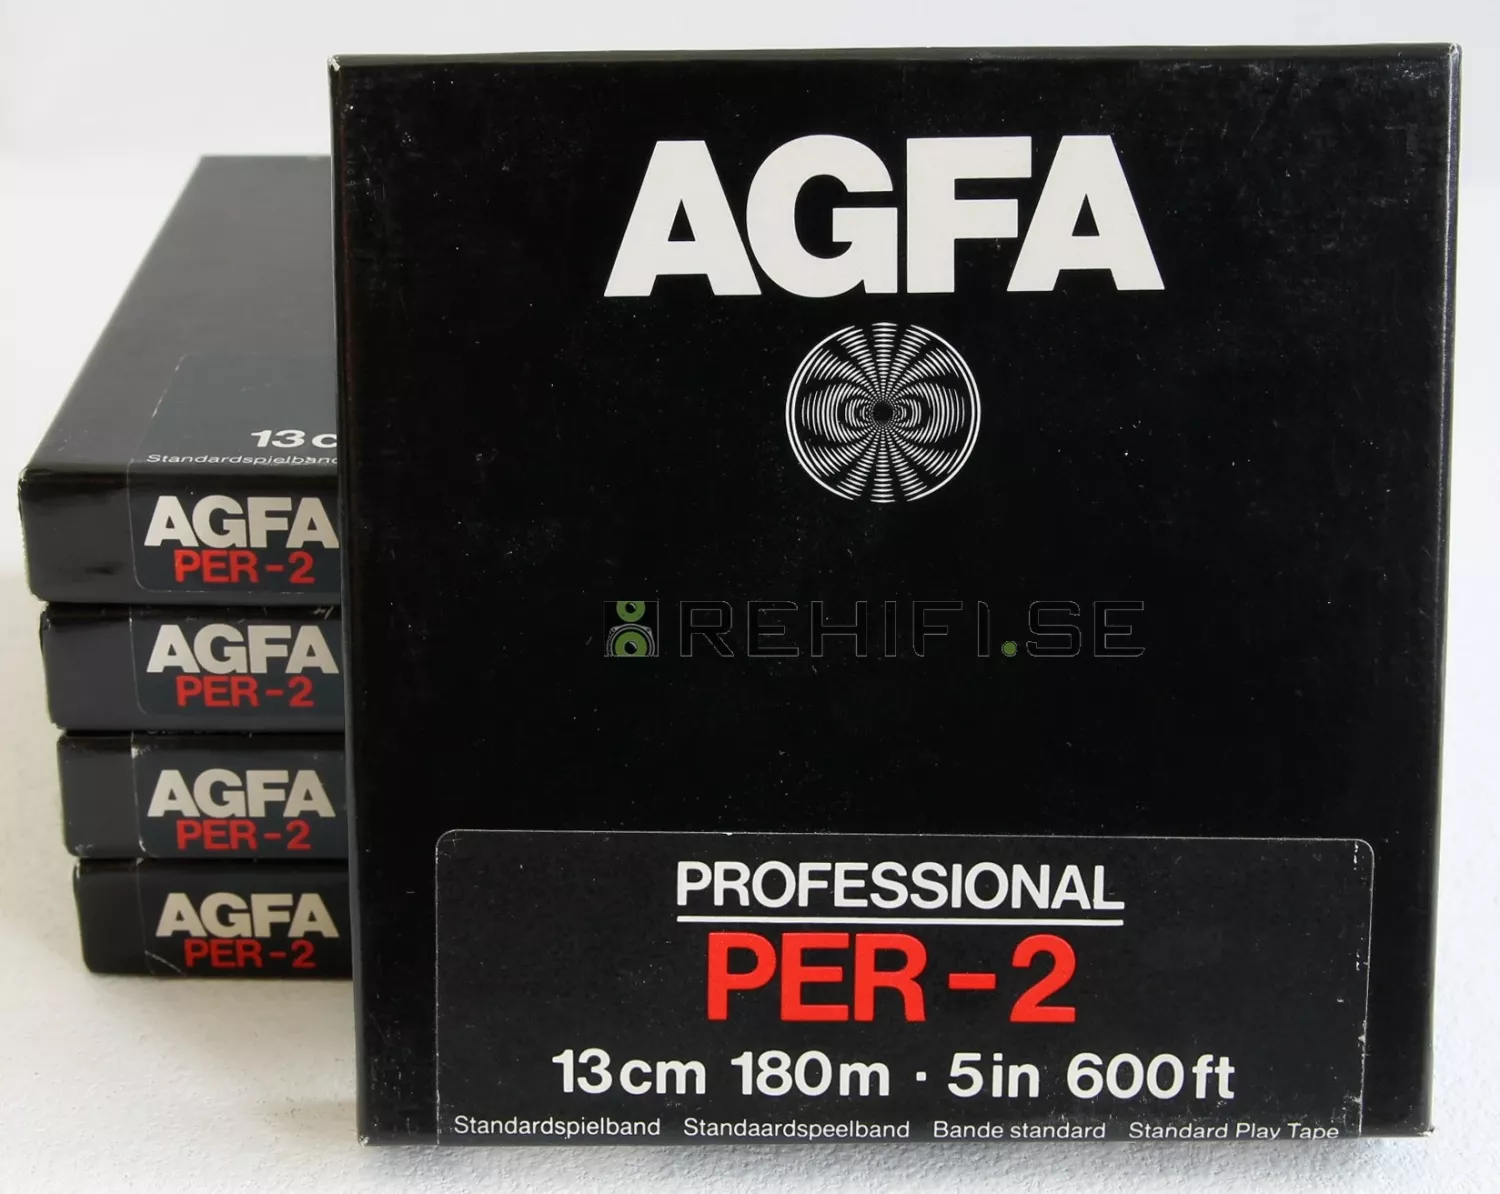 AGFA
REHIFI.SE
PROFESSIONAL
PER-2
13cm 180m · 5in 600ft
Standardspielband Standaardspeelband Bande standard Standard Play Tape
13c
Standardspielband
AGFA
PER-2
AGFA
PER-2
AGFA
PER-2
AGFA
PER-2